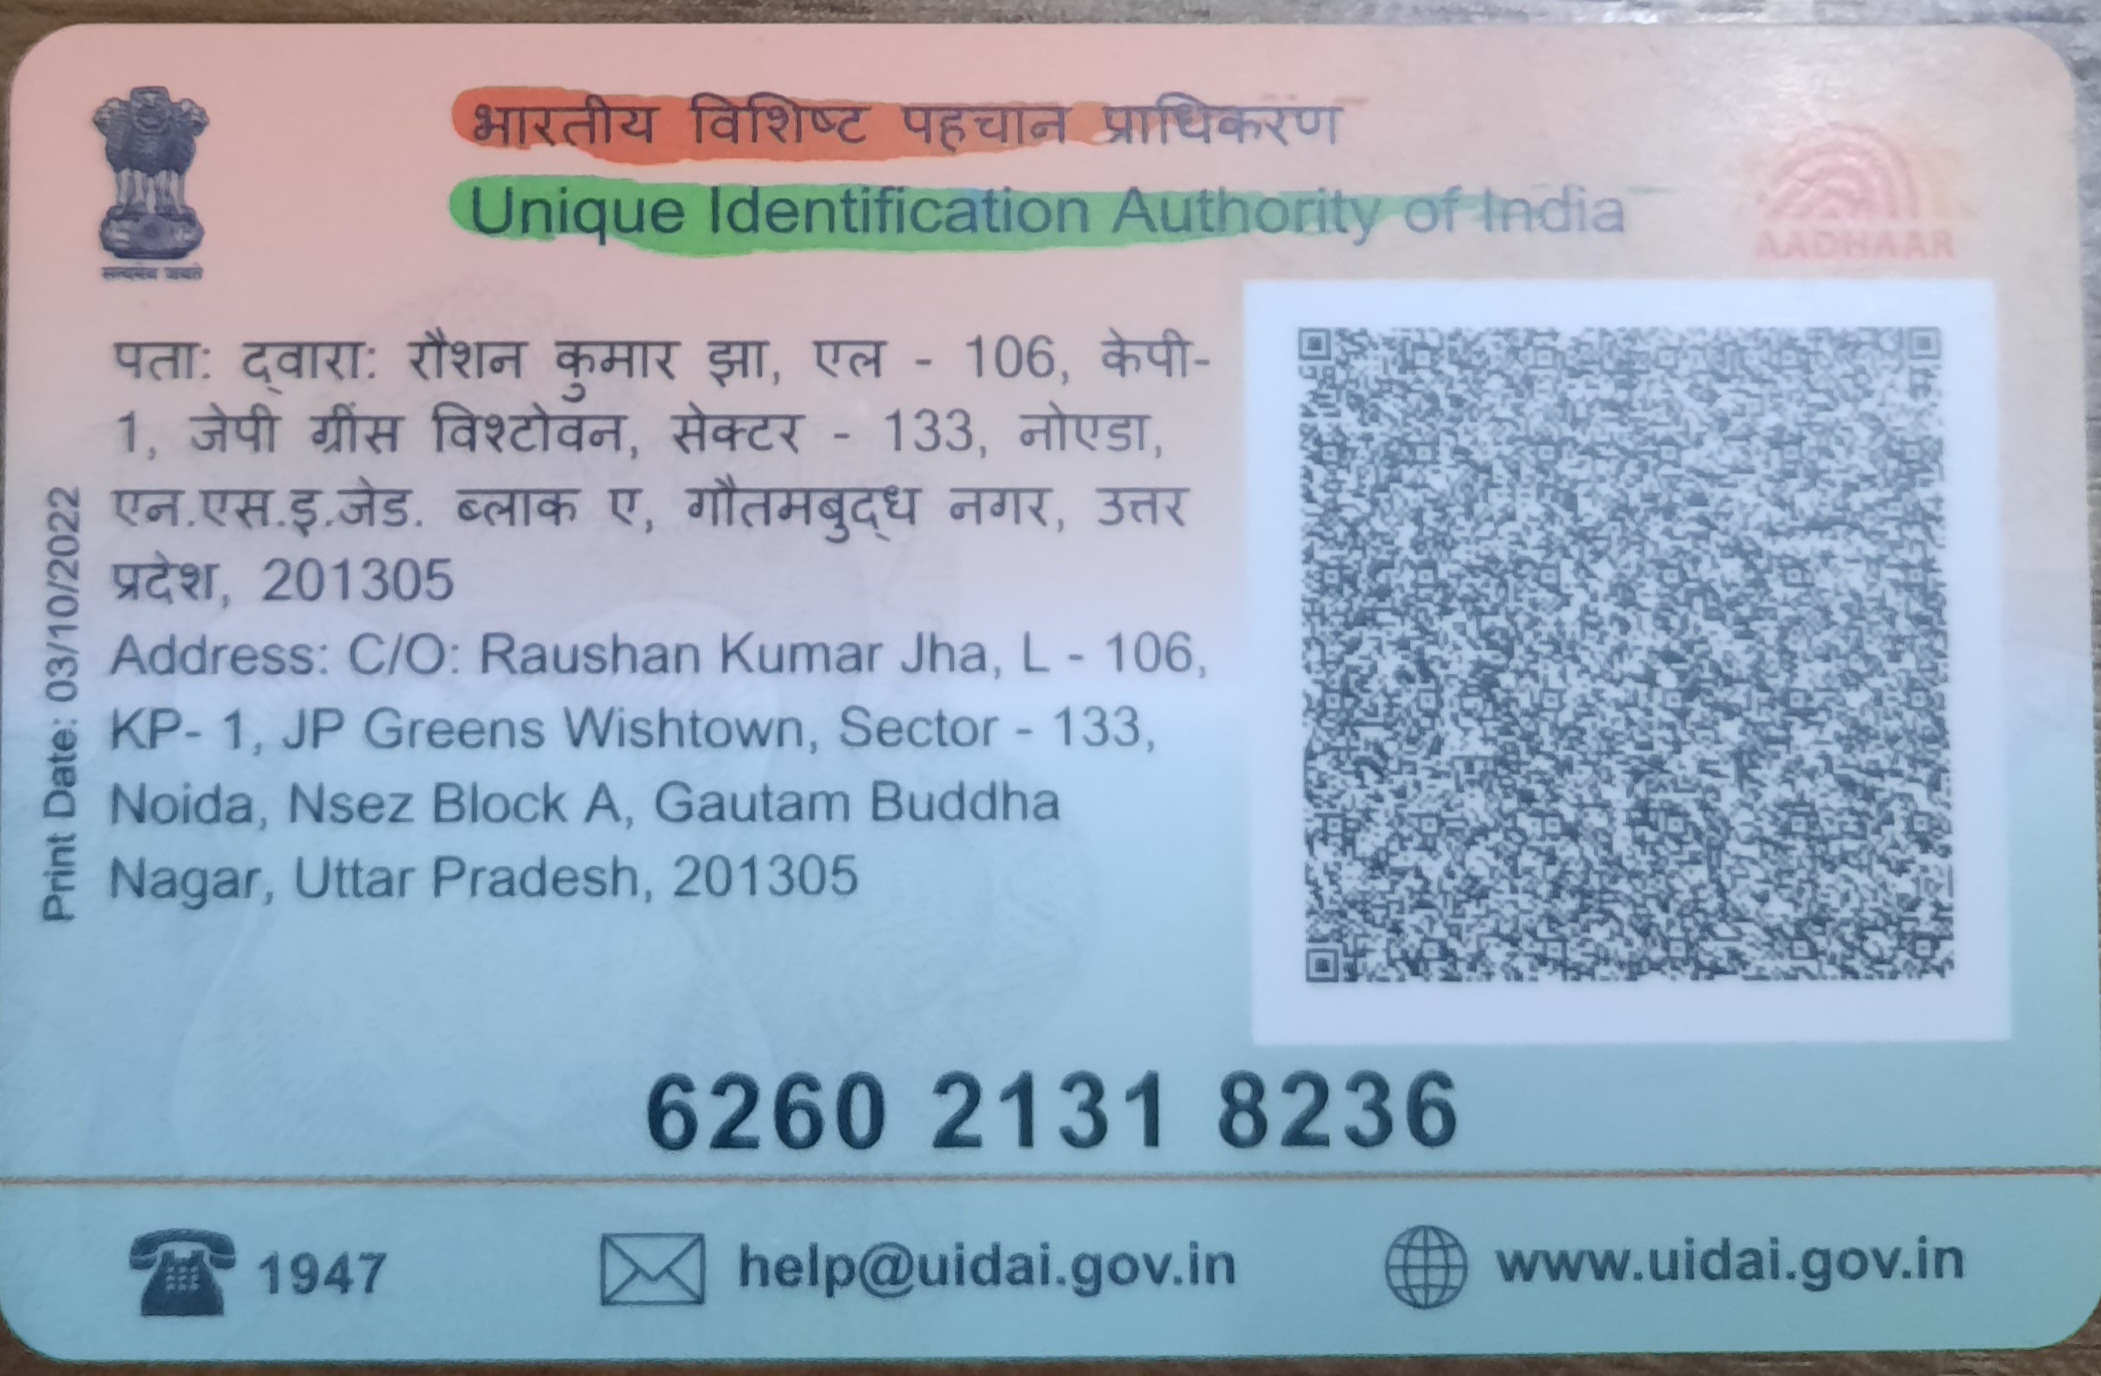 भारतीय विशिष्ट पहचान प्राधिकरण
Unique Identification Authority of India
सत्यमेव जयते
AADHAAR
पता: द्वारा: रौशन कुमार झा, एल - 106, केपी-
1, जेपी ग्रींस विश्टोवन, सेक्टर - 133, नोएडा,
एन.एस.इ.जेड. ब्लाक ए, गौतमबुद्ध नगर, उत्तर
प्रदेश, 201305
Address: C/O: Raushan Kumar Jha, L - 106,
KP- 1, JP Greens Wishtown, Sector - 133,
Noida, Nsez Block A, Gautam Buddha
Nagar, Uttar Pradesh, 201305
Print Date: 03/10/2022
6260 2131 8236
1947
help@uidai.gov.in
www.uidai.gov.in